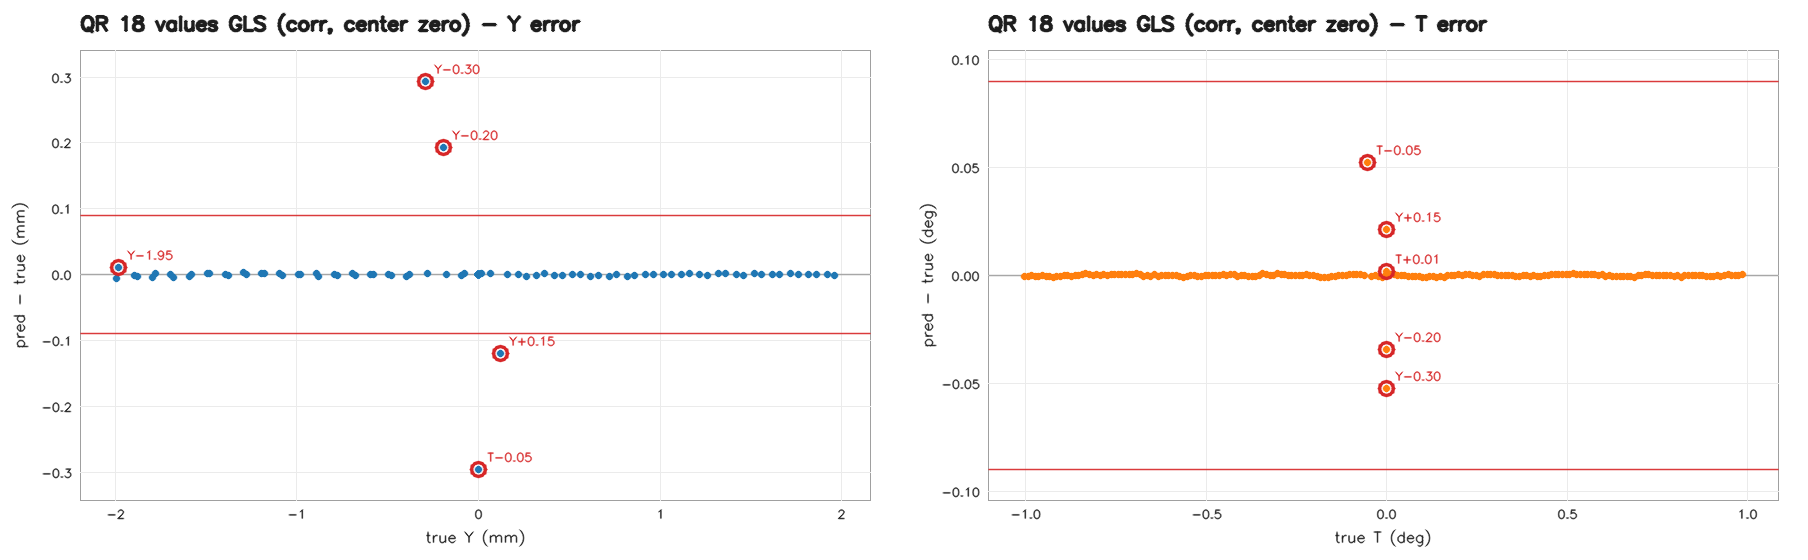 QR 18 values GLS (corr, center zero) − Y error
0.3
0.2
0.1
0.0
−0.1
−0.2
−0.3
pred − true (mm)
Y−0.30
Y−0.20
Y−1.95
Y+0.15
T−0.05
−2
−1
0
1
2
true Y (mm)
QR 18 values GLS (corr, center zero) − T error
0.10
0.05
0.00
−0.05
−0.10
pred − true (deg)
T−0.05
Y+0.15
T+0.01
Y−0.20
Y−0.30
−1.0
−0.5
0.0
0.5
1.0
true T (deg)